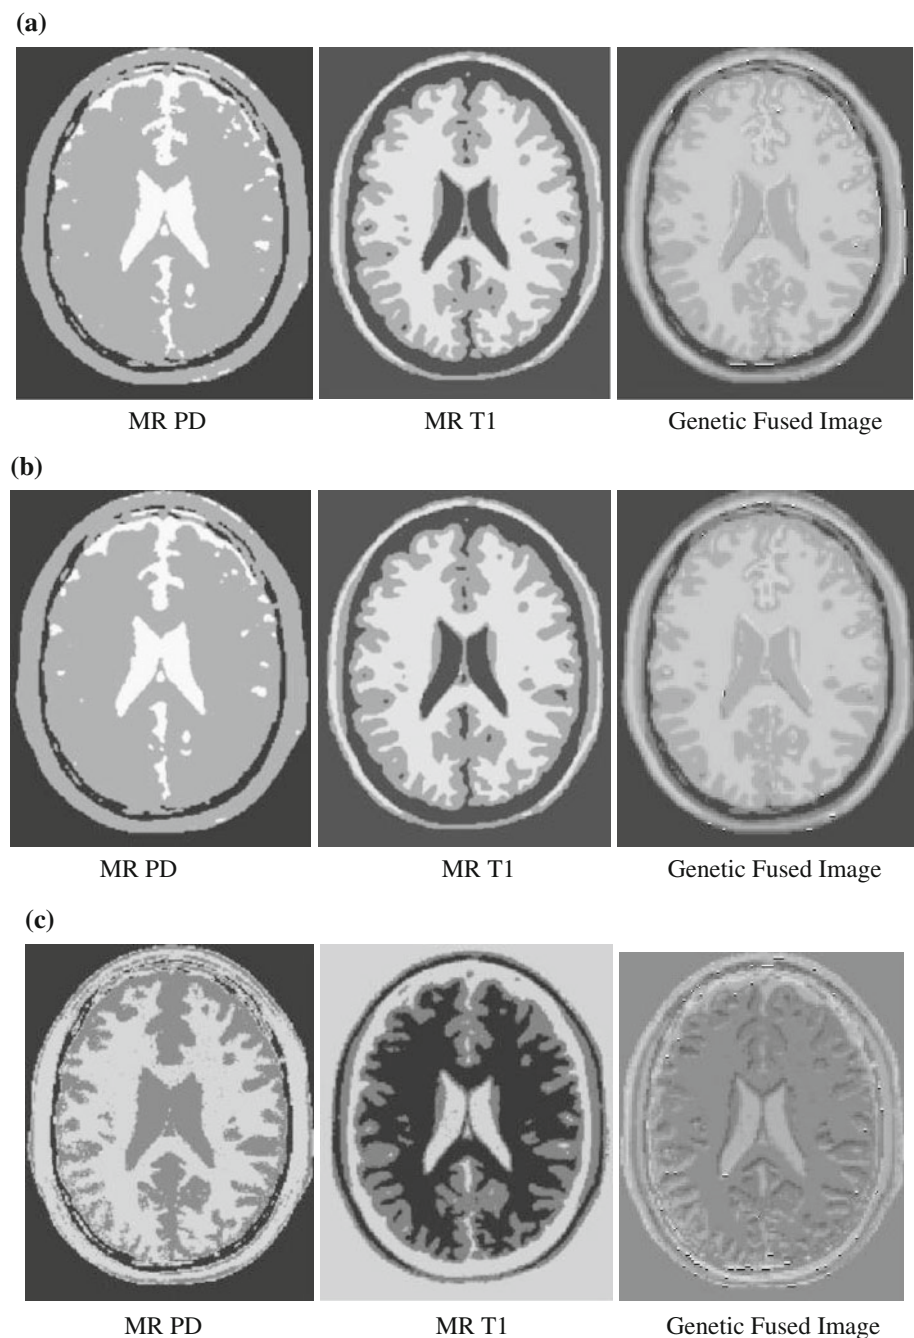 (a)
MR PD MR T1 Genetic Fused Image
(b)
MR PD MR T1 Genetic Fused Image
(c)
MR PD MR T1 Genetic Fused Image